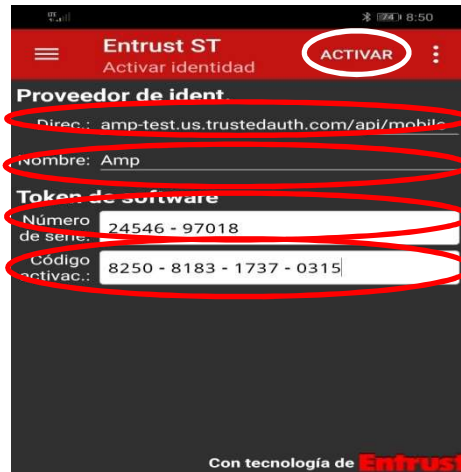 8:50
Entrust ST
ACTIVAR
Activar identidad
Proveedor de ident.
Direc.: amp-test.us.trustedauth.com/api/mobile
Nombre: Amp
Token de software
Número de serie: 24546 - 97018
Código activac.: 8250 - 8183 - 1737 - 0315
Con tecnología de Entrust